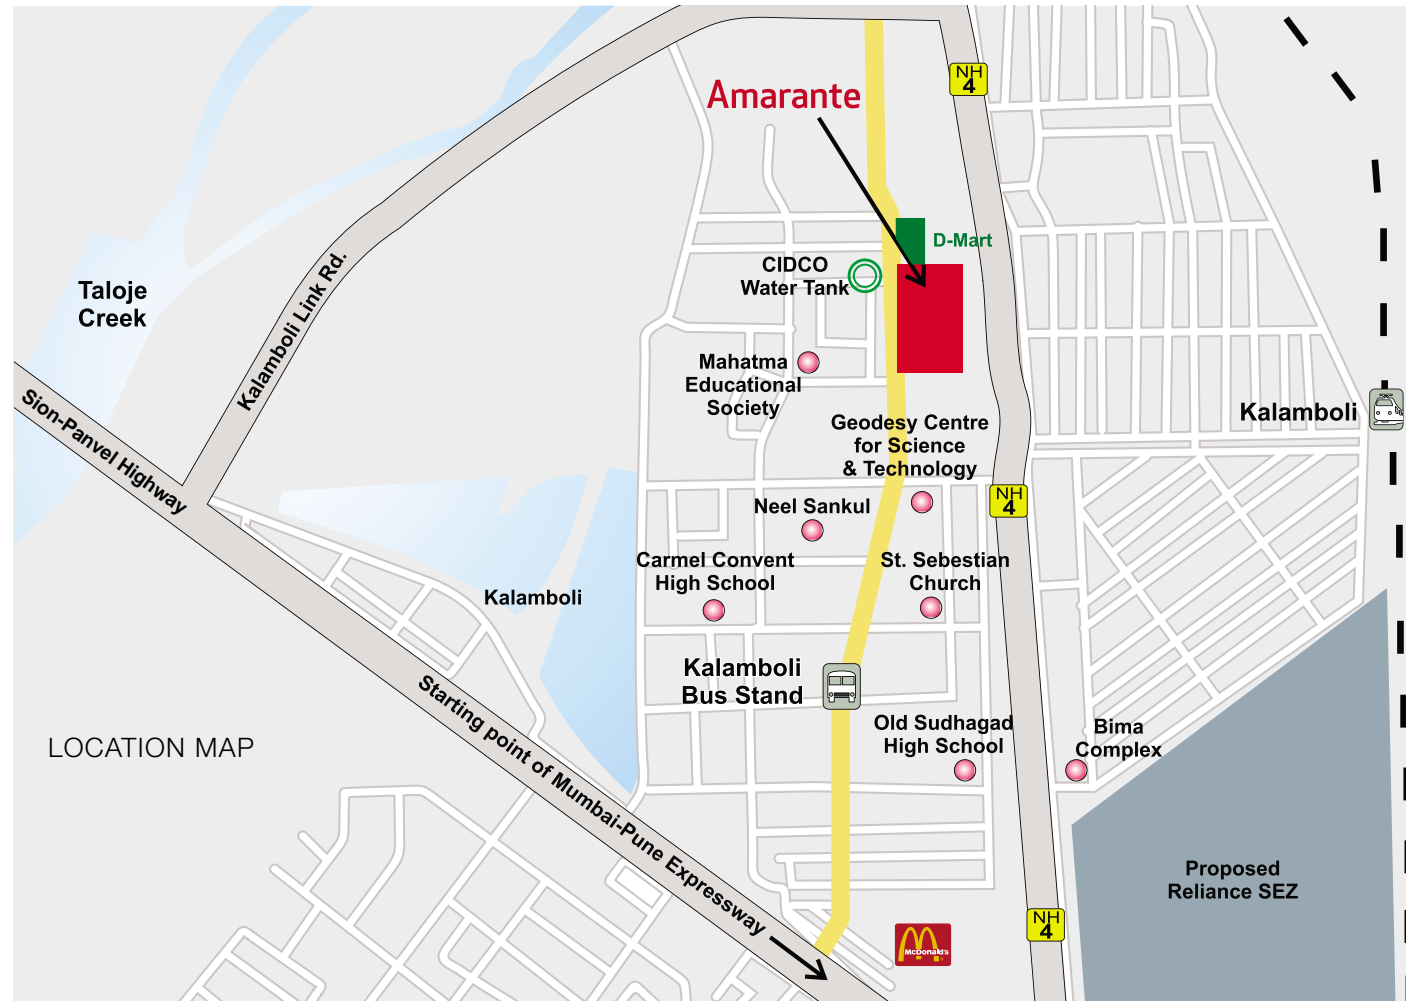 NH
4
Amarante
D-Mart
CIDCO
Water Tank
Taloje
Creek
Kalamboli Link Rd.
Mahatma
Educational
Society
Sion-Panvel Highway
Kalamboli
Geodesy Centre
for Science
& Technology
NH
4
Neel Sankul
Carmel Convent
High School
St. Sebestian
Church
Kalamboli
Kalamboli
Bus Stand
Starting point of Mumbai-Pune Expressway
Old Sudhagad
High School
Bima
Complex
LOCATION MAP
Proposed
Reliance SEZ
NH
4
McDonald's